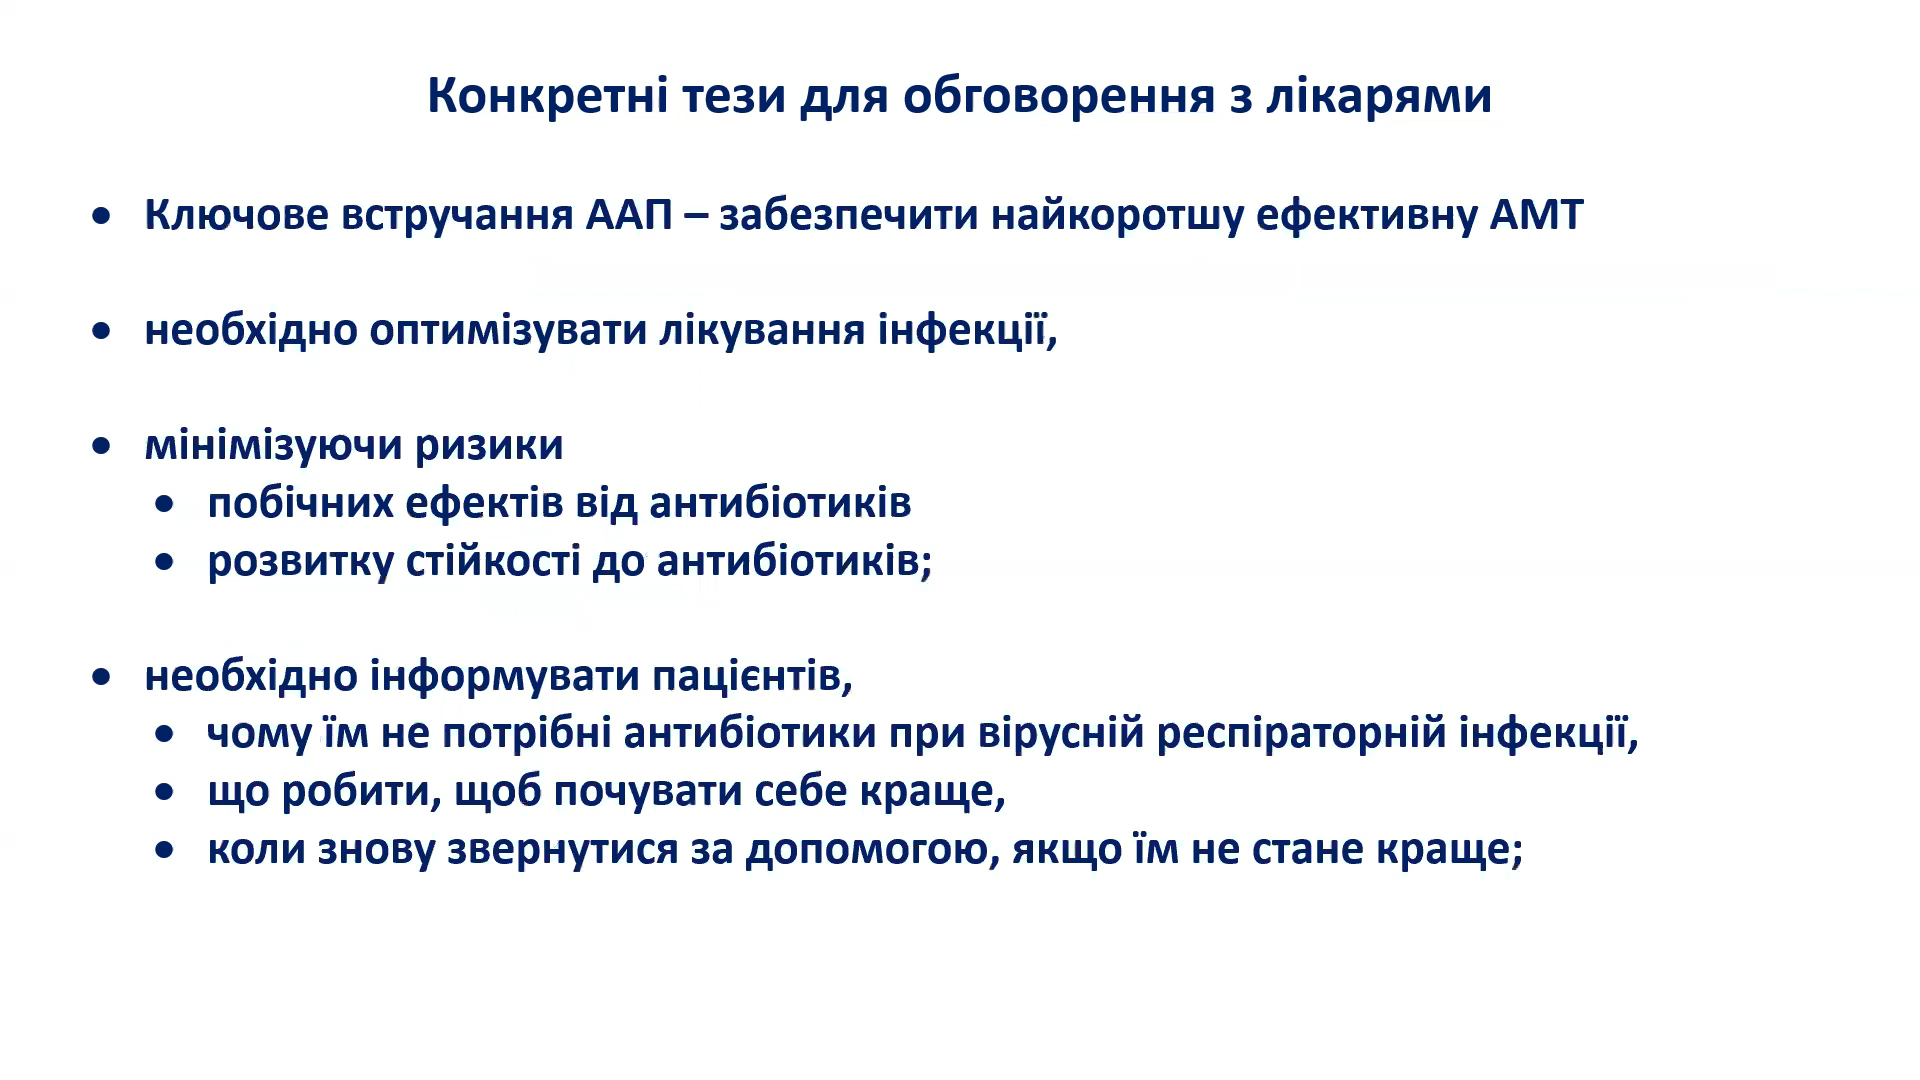 Конкретні тези для обговорення з лікарями
• Ключове встручання ААП – забезпечити найкоротшу ефективну АМТ
• необхідно оптимізувати лікування інфекції,
• мінімізуючи ризики
• побічних ефектів від антибіотиків
• розвитку стійкості до антибіотиків;
• необхідно інформувати пацієнтів,
• чому їм не потрібні антибіотики при вірусній респіраторній інфекції,
• що робити, щоб почувати себе краще,
• коли знову звернутися за допомогою, якщо їм не стане краще;